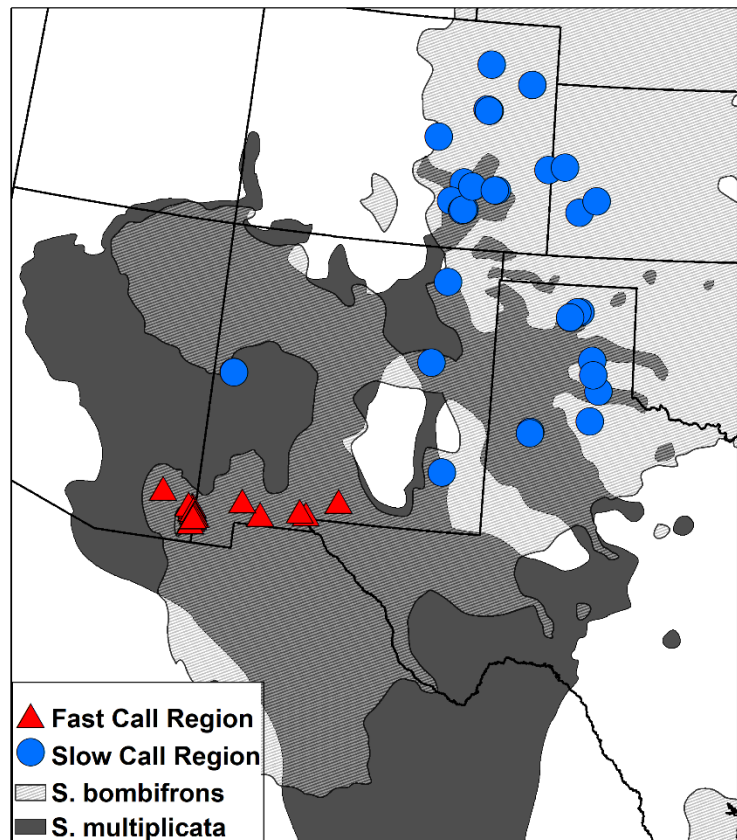 Fast Call Region
Slow Call Region
S. bombifrons
S. multiplicata